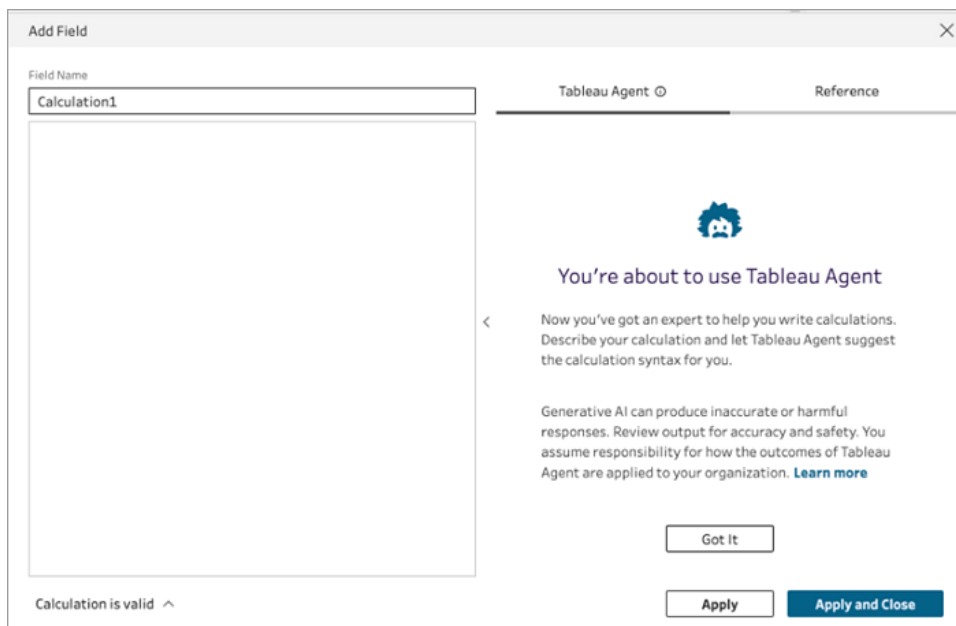 Add Field
Field Name
Calculation1
Calculation is valid
Tableau Agent
Reference
You're about to use Tableau Agent
Now you've got an expert to help you write calculations.
Describe your calculation and let Tableau Agent suggest
the calculation syntax for you.
Generative AI can produce inaccurate or harmful
responses. Review output for accuracy and safety. You
assume responsibility for how the outcomes of Tableau
Agent are applied to your organization. Learn more
Got It
Apply
Apply and Close